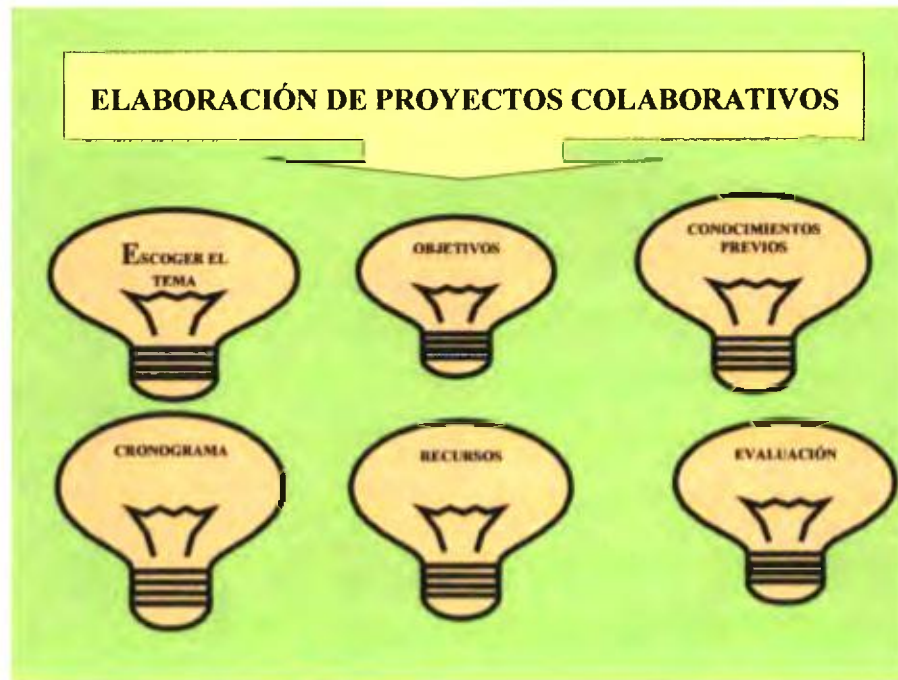 ELABORACIÓN DE PROYECTOS COLABORATIVOS
ESCOGER EL
TEMA
OBJETIVOS
CONOCIMIENTOS
PREVIOS
CRONOGRAMA
RECURSOS
EVALUACIÓN